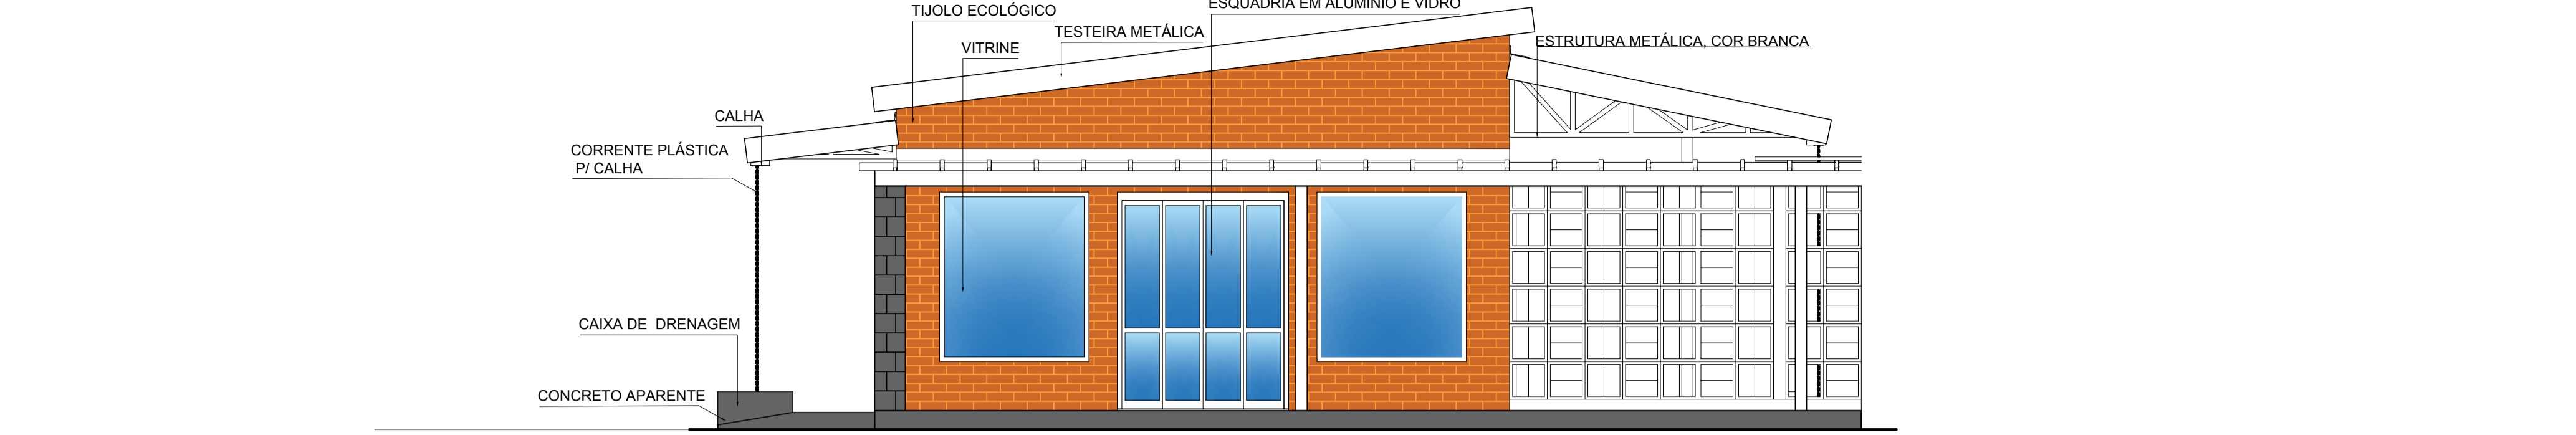 ESQUADRIA EM ALUMÍNIO E VIDRO
TIJOLO ECOLÓGICO
TESTEIRA METÁLICA
VITRINE
ESTRUTURA METÁLICA, COR BRANCA
CALHA
CORRENTE PLÁSTICA
P/ CALHA
CAIXA DE DRENAGEM
CONCRETO APARENTE